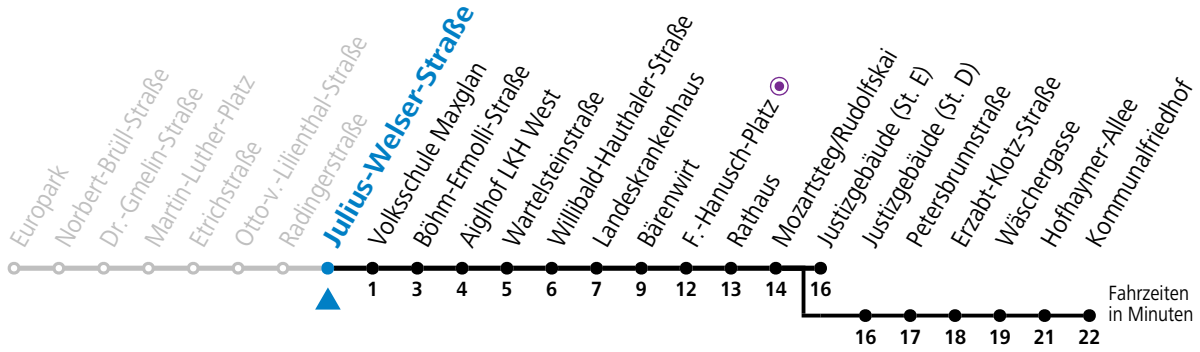 Europark
Norbert-Brüll-Straße
Dr.-Gmelin-Straße
Martin-Luther-Platz
Etrichstraße
Otto-v.-Lilienthal-Straße
Radingerstraße
Julius-Welser-Straße
Volksschule Maxglan
Böhm-Ermolli-Straße
Aiglhof LKH West
Wartelsteinstraße
Willibald-Hauthaler-Straße
Landeskrankenhaus
Bärenwirt
F.-Hanusch-Platz
Rathaus
Mozartsteg/Rudolfskai
Justizgebäude (St. E)
Justizgebäude (St. D)
Petersbrunnstraße
Erzabt-Klotz-Straße
Wäschergasse
Hofhaymer-Allee
Kommunalfriedhof
1 3 4 5 6 7 9 12 13 14 16
Fahrzeiten
in Minuten
16 17 18 19 21 22